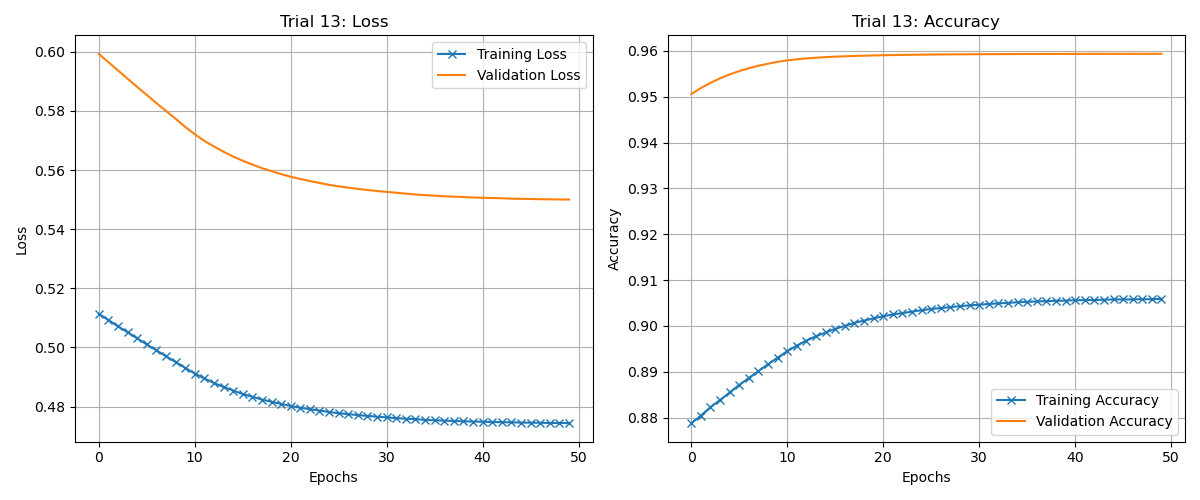 Trial 13: Loss
0.60
0.58
0.56
0.54
0.52
0.50
0.48
Loss
0
10
20
30
40
50
Epochs
Training Loss
Validation Loss
Trial 13: Accuracy
0.96
0.95
0.94
0.93
0.92
0.91
0.90
0.89
0.88
Accuracy
0
10
20
30
40
50
Epochs
Training Accuracy
Validation Accuracy